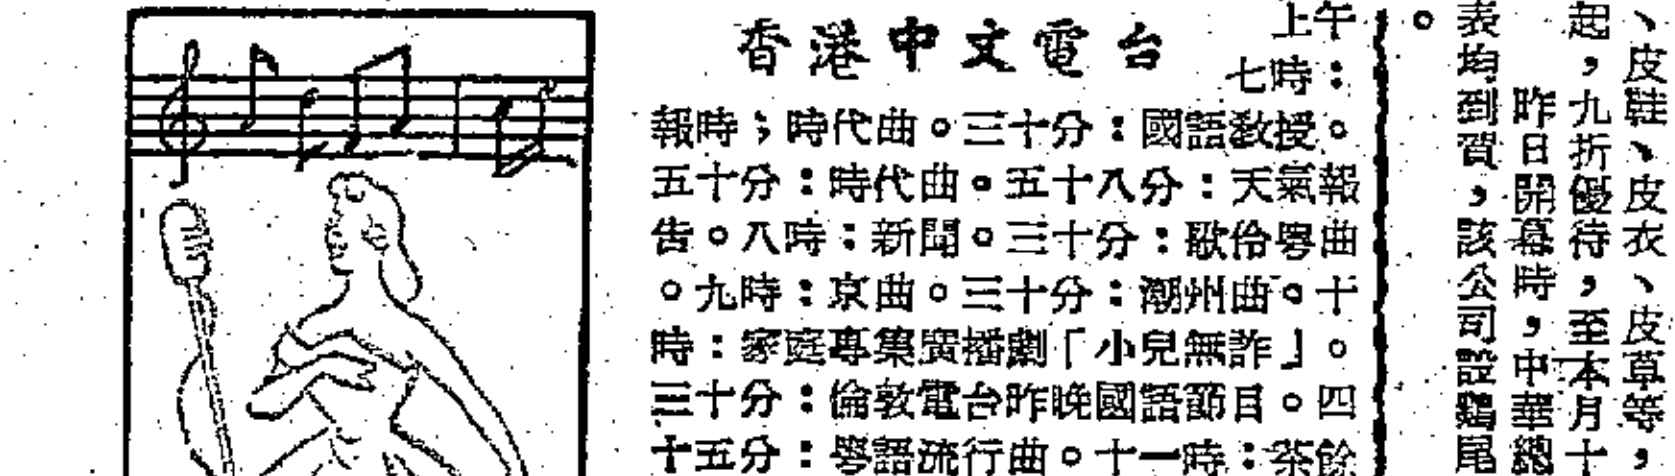 、皮鞋、皮衣、皮草等，
起，九折優待，至本月十
昨日開幕時，中華總
表均到賀，該公司設鷄尾
。
香港中文電台
上午
七時：
報時；時代曲。三十分：國語教授。
五十分：時代曲。五十八分：天氣報
告。八時：新聞。三十分：歌伶粵曲
。九時：京曲。三十分：潮州曲。十
時：家庭專集廣播劇「小兒無詐」。
三十分：倫敦電台昨晚國語節目。四
十五分：粵語流行曲。十一時：茶餘